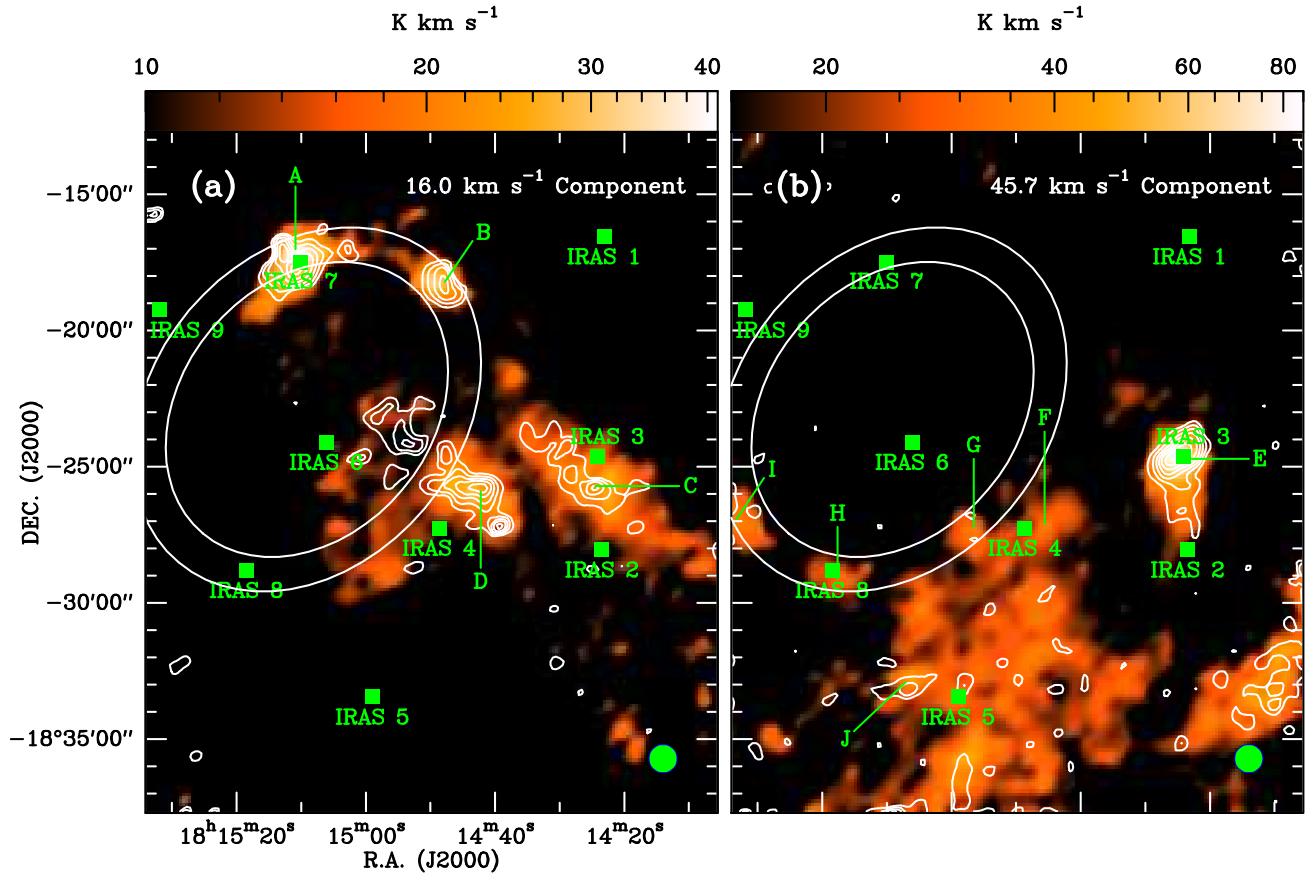 K km s⁻¹
K km s⁻¹
10 20 30 40
20 40 60 80
(a) 16.0 km s⁻¹ Component
(b) 45.7 km s⁻¹ Component
−15′00″
−20′00″
−25′00″
−30′00″
−18°35′00″
DEC. (J2000)
A
B
IRAS 1
IRAS 7
IRAS 9
IRAS 3
IRAS 6
C
IRAS 4
IRAS 2
D
IRAS 8
IRAS 5
18ʰ15ᵐ20ˢ 15ᵐ00ˢ 14ᵐ40ˢ 14ᵐ20ˢ
R.A. (J2000)
IRAS 1
IRAS 7
IRAS 9
F
IRAS 3
G
IRAS 6
E
I
H
IRAS 4
IRAS 2
IRAS 8
IRAS 5
J